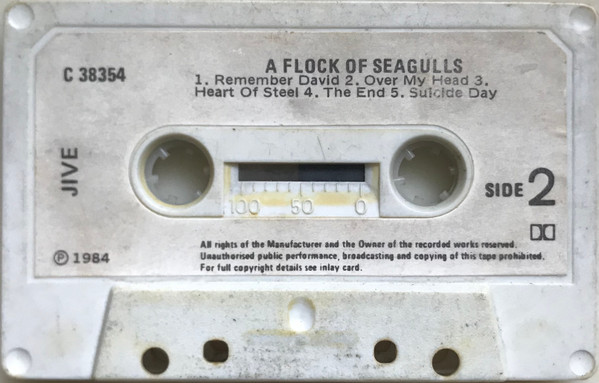 C 38354
A FLOCK OF SEAGULLS
1. Remember David 2. Over My Head 3.
Heart Of Steel 4. The End 5. Suicide Day
JIVE
100 50 0
SIDE 2
All rights of the Manufacturer and the Owner of the recorded works reserved.
Unauthorised public performance, broadcasting and copying of this tape prohibited.
For full copyright details see inlay card.
℗ 1984